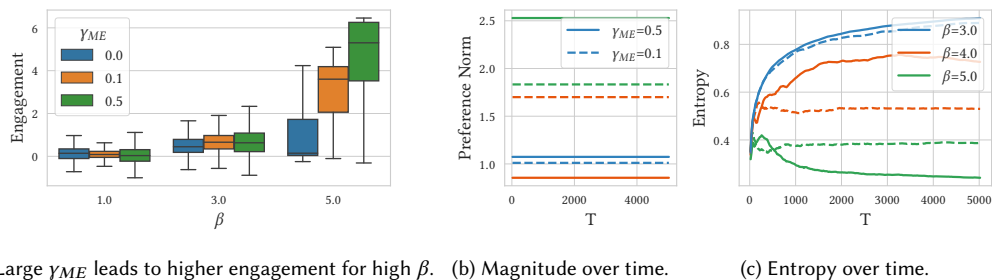 Engagement
6
4
2
0
γME
0.0
0.1
0.5
1.0
3.0
5.0
β
Preference Norm
2.5
2.0
1.5
1.0
γME=0.5
γME=0.1
0
2000
4000
T
Entropy
0.8
0.6
0.4
β=3.0
β=4.0
β=5.0
0
1000
2000
3000
4000
5000
T
Large γME leads to higher engagement for high β.
(b) Magnitude over time.
(c) Entropy over time.